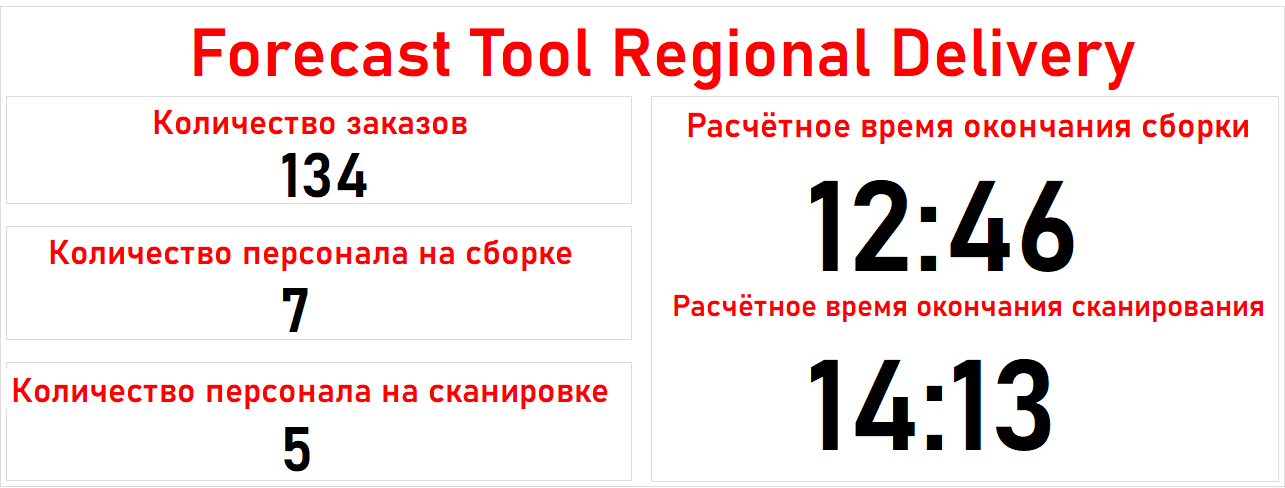 Forecast Tool Regional Delivery
Количество заказов
134
Количество персонала на сборке
7
Количество персонала на сканировке
5
Расчётное время окончания сборки
12:46
Расчётное время окончания сканирования
14:13